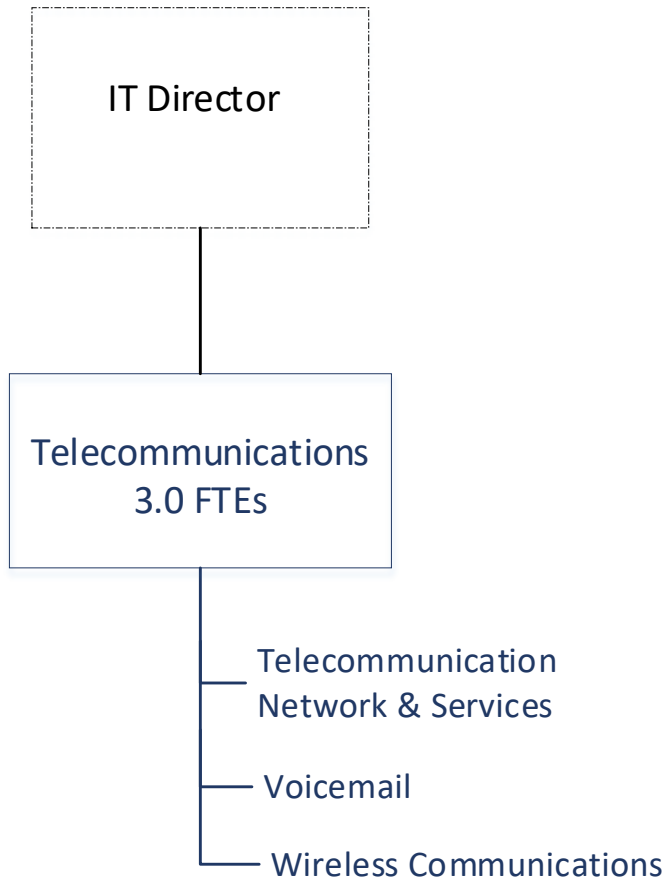 IT Director
Telecommunications
3.0 FTEs
Telecommunication
Network & Services
Voicemail
Wireless Communications